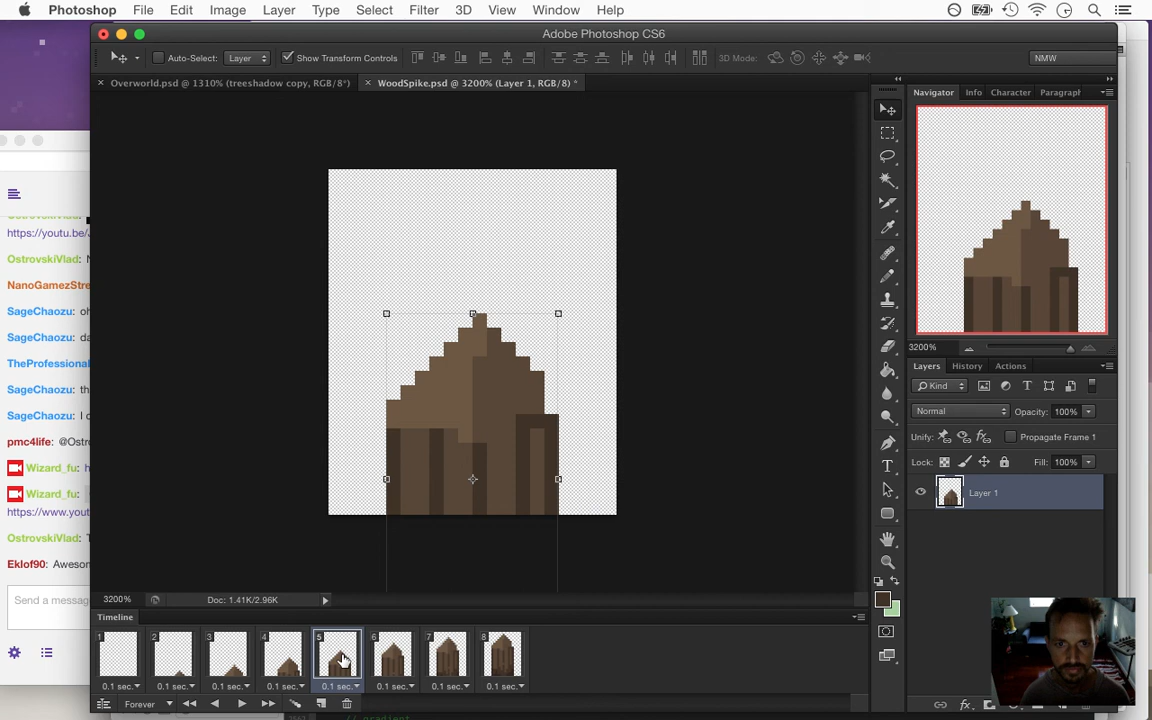 Photoshop File Edit Image Layer Type Select Filter 3D View Window Help
Adobe Photoshop CS6
Auto-Select: Layer Show Transform Controls 3D Mode: NMW
Overworld.psd @ 1310% (treeshadow copy, RGB/8*) WoodSpike.psd @ 3200% (Layer 1, RGB/8) *
Navigator Info Character Paragraph
OstrovskiVlad:
https://youtu.be/
OstrovskiVlad:
NanoGamezStre
SageChaozu:
SageChaozu:
TheProfessional
SageChaozu:
SageChaozu:
pmc4life: @Ostro
Wizard_fu:
Wizard_fu:
https://www.yout
OstrovskiVlad:
Eklof90: Awesom
Send a messag
3200%
Layers History Actions
Kind
Normal Opacity: 100%
Unify: Propagate Frame 1
Lock: Fill: 100%
Layer 1
3200% Doc: 1.41K/2.96K
Timeline
1 2 3 4 5 6 7 8
0.1 sec. 0.1 sec. 0.1 sec. 0.1 sec. 0.1 sec. 0.1 sec. 0.1 sec. 0.1 sec.
Forever
// gradient